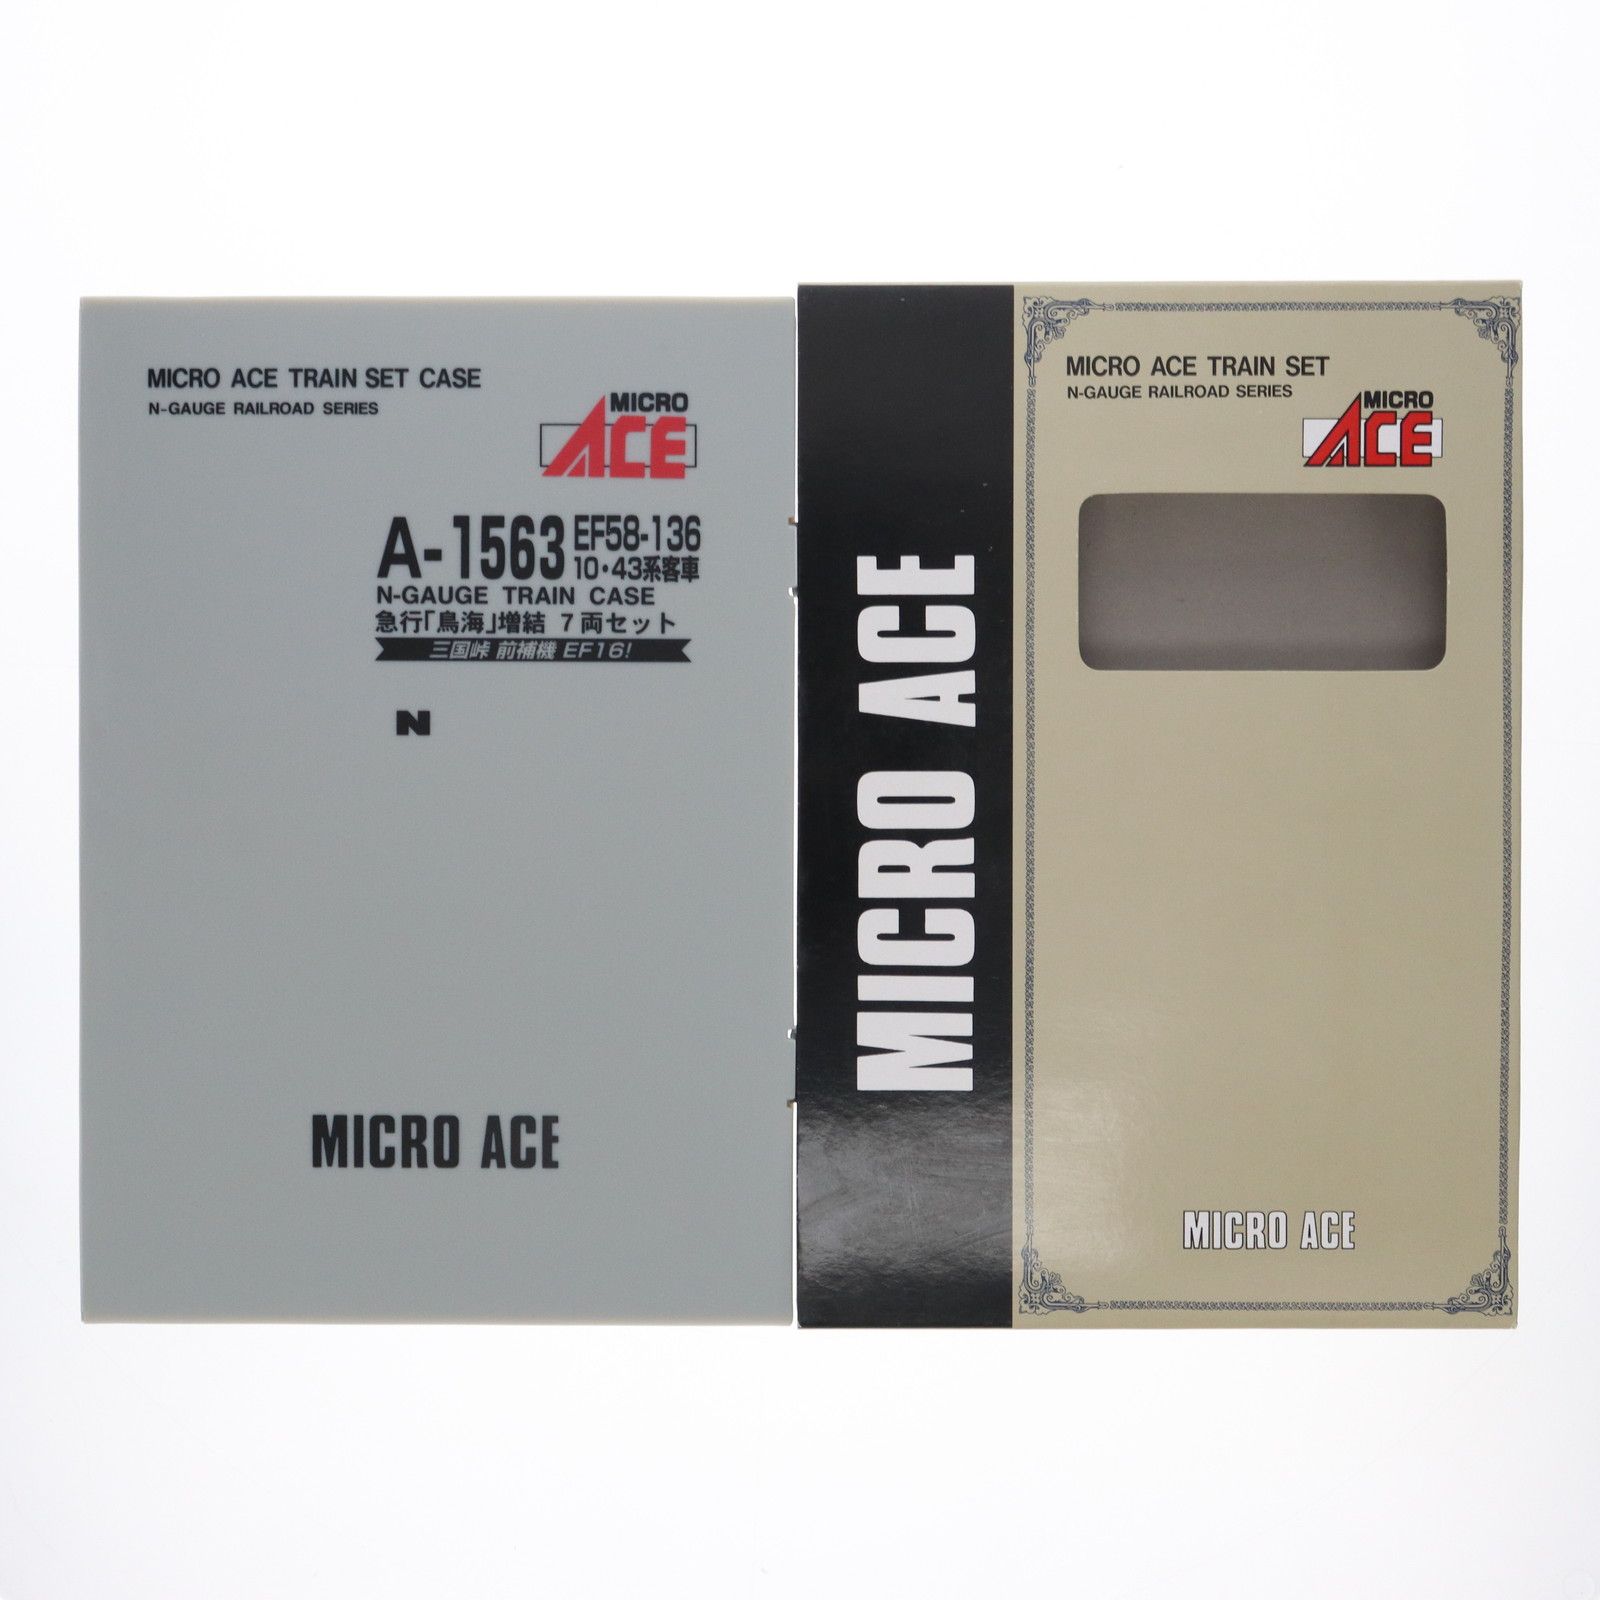 MICRO ACE TRAIN SET CASE
N-GAUGE RAILROAD SERIES
MICRO
ACE
A-1563 EF58-136
10・43系客車
N-GAUGE TRAIN CASE
急行「鳥海」増結 7両セット
三国峠 前補機 EF16!
N
MICRO ACE
MICRO ACE
MICRO ACE TRAIN SET
N-GAUGE RAILROAD SERIES
MICRO
ACE
MICRO ACE